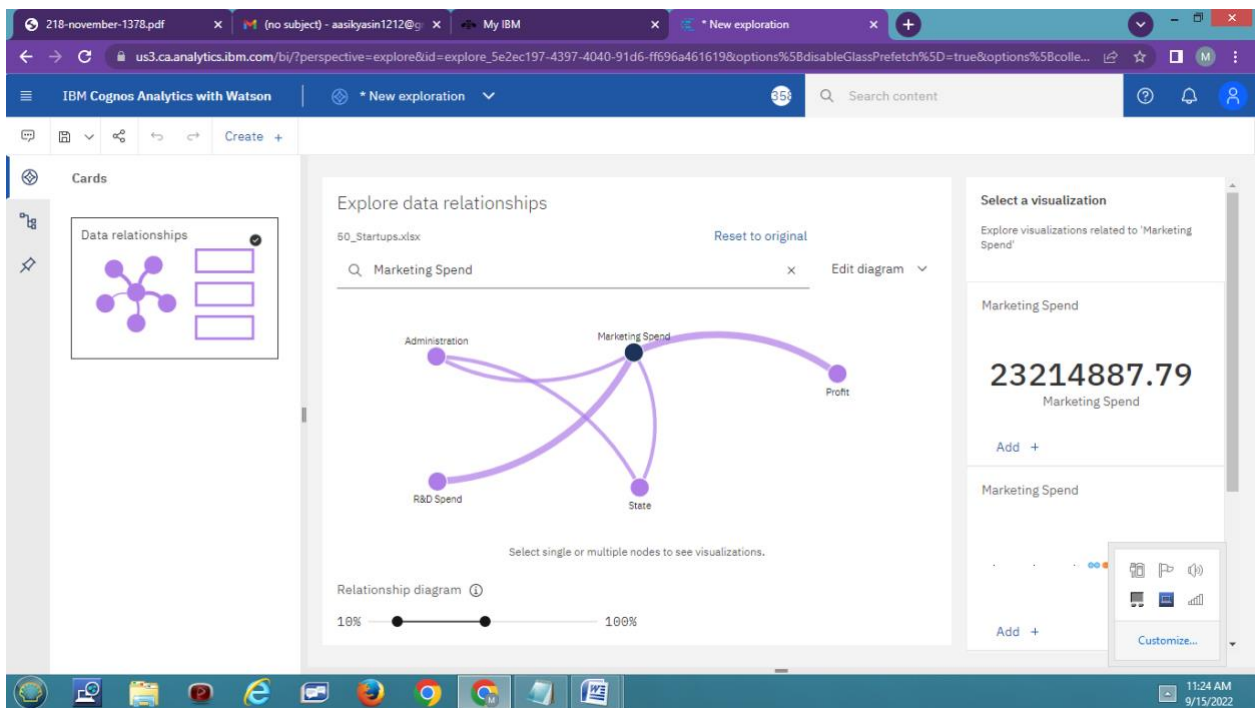 218-november-1378.pdf
(no subject) - aasikyasin1212@g
My IBM
* New exploration
us3.ca.analytics.ibm.com/bi/?perspective=explore&id=explore_5e2ec197-4397-4040-91d6-ff696a461619&options%5BdisableGlassPrefetch%5D=true&options%5Bcolle...
M
IBM Cognos Analytics with Watson
* New exploration
358
Search content
Create +
Cards
Data relationships
Explore data relationships
50_Startups.xlsx
Reset to original
Marketing Spend
Edit diagram
Administration
Marketing Spend
Profit
R&D Spend
State
Select single or multiple nodes to see visualizations.
Relationship diagram
10%
100%
Select a visualization
Explore visualizations related to 'Marketing
Spend'
Marketing Spend
23214887.79
Marketing Spend
Add +
Marketing Spend
Add +
Customize...
11:24 AM
9/15/2022